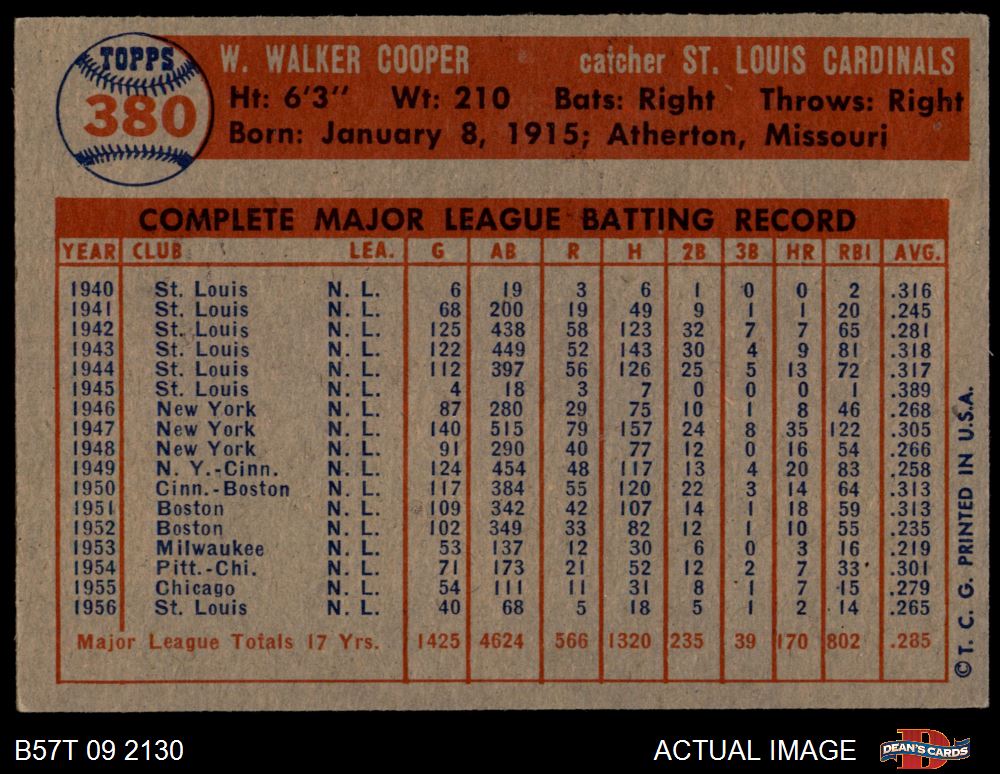 TOPPS
380
W. WALKER COOPER catcher ST. LOUIS CARDINALS
Ht: 6'3" Wt: 210 Bats: Right Throws: Right
Born: January 8, 1915; Atherton, Missouri
COMPLETE MAJOR LEAGUE BATTING RECORD
YEAR CLUB LEA. G AB R H 2B 3B HR RBI AVG.
1940 St. Louis N. L. 6 19 3 6 1 0 0 2 .316
1941 St. Louis N. L. 68 200 19 49 9 1 1 20 .245
1942 St. Louis N. L. 125 438 58 123 32 7 7 65 .281
1943 St. Louis N. L. 122 449 52 143 30 4 9 81 .318
1944 St. Louis N. L. 112 397 56 126 25 5 13 72 .317
1945 St. Louis N. L. 4 18 3 7 0 0 0 1 .389
1946 New York N. L. 87 280 29 75 10 1 8 46 .268
1947 New York N. L. 140 515 79 157 24 8 35 122 .305
1948 New York N. L. 91 290 40 77 12 0 16 54 .266
1949 N. Y.-Cinn. N. L. 124 454 48 117 13 4 20 83 .258
1950 Cinn.-Boston N. L. 117 384 55 120 22 3 14 64 .313
1951 Boston N. L. 109 342 42 107 14 1 18 59 .313
1952 Boston N. L. 102 349 33 82 12 1 10 55 .235
1953 Milwaukee N. L. 53 137 12 30 6 0 3 16 .219
1954 Pitt.-Chi. N. L. 71 173 21 52 12 2 7 33 .301
1955 Chicago N. L. 54 111 11 31 8 1 7 15 .279
1956 St. Louis N. L. 40 68 5 18 5 1 2 14 .265
Major League Totals 17 Yrs. 1425 4624 566 1320 235 39 170 802 .285
© T. C. G. PRINTED IN U.S.A.
B57T 09 2130 ACTUAL IMAGE
DEAN'S CARDS